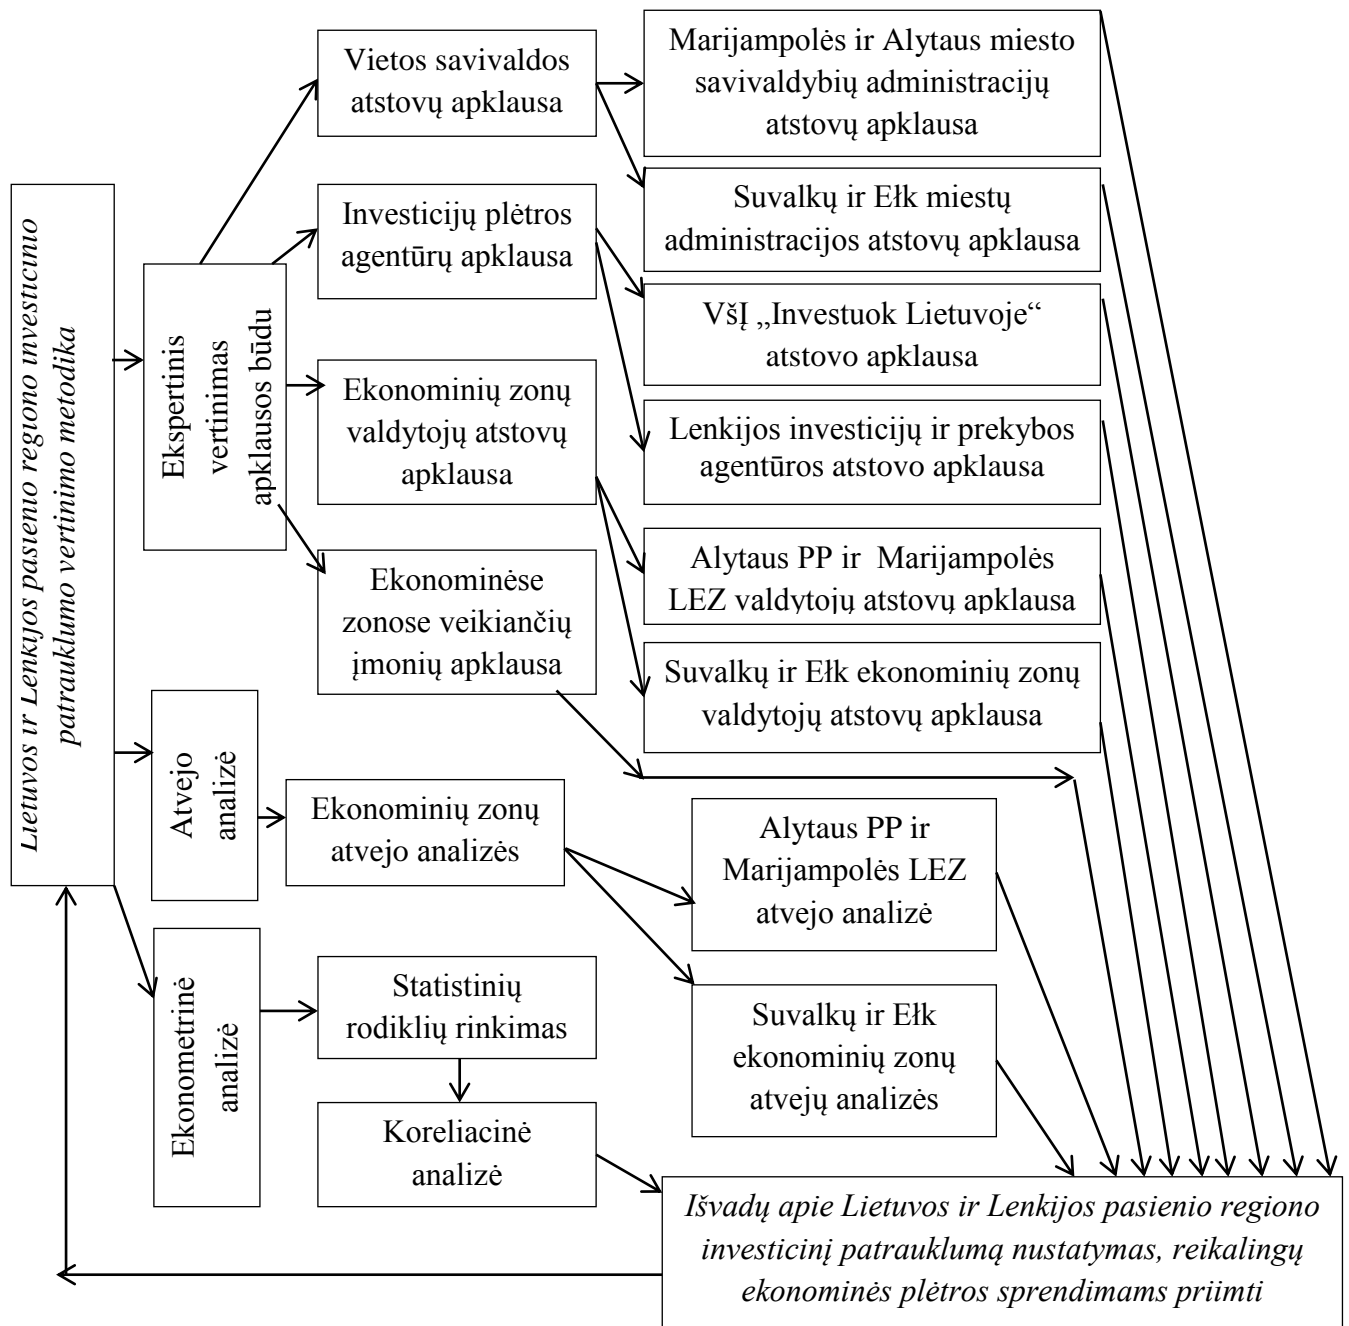 Lietuvos ir Lenkijos pasienio regiono investicinio
patrauklumo vertinimo metodika
Ekspertinis
vertinimas
apklausos būdu
Vietos savivaldos
atstovų apklausa
Marijampolės ir Alytaus miesto
savivaldybių administracijų
atstovų apklausa
Suvalkų ir Ełk miestų
administracijos atstovų apklausa
Investicijų plėtros
agentūrų apklausa
VšĮ „Investuok Lietuvoje“
atstovo apklausa
Lenkijos investicijų ir prekybos
agentūros atstovo apklausa
Ekonominių zonų
valdytojų atstovų
apklausa
Alytaus PP ir Marijampolės
LEZ valdytojų atstovų apklausa
Suvalkų ir Ełk ekonominių zonų
valdytojų atstovų apklausa
Ekonominėse
zonose veikiančių
įmonių apklausa
Atvejo
analizė
Ekonominių zonų
atvejo analizės
Alytaus PP ir
Marijampolės LEZ
atvejo analizė
Suvalkų ir Ełk
ekonominių zonų
atvejų analizės
Ekonometrinė
analizė
Statistinių
rodiklių rinkimas
Koreliacinė
analizė
Išvadų apie Lietuvos ir Lenkijos pasienio regiono
investicinį patrauklumą nustatymas, reikalingų
ekonominės plėtros sprendimams priimti